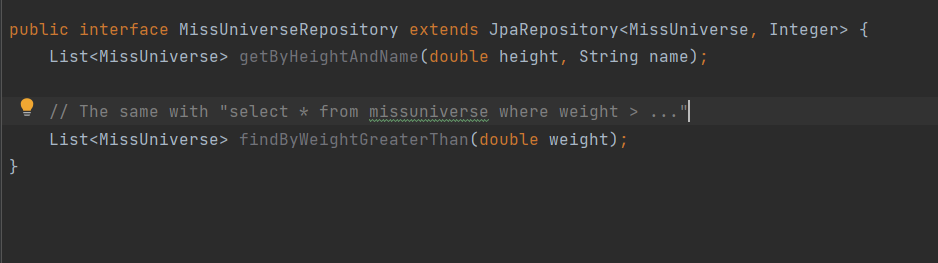 public interface MissUniverseRepository extends JpaRepository<MissUniverse, Integer> {
    List<MissUniverse> getByHeightAndName(double height, String name);
    // The same with "select * from missuniverse where weight > ..."
    List<MissUniverse> findByWeightGreaterThan(double weight);
}